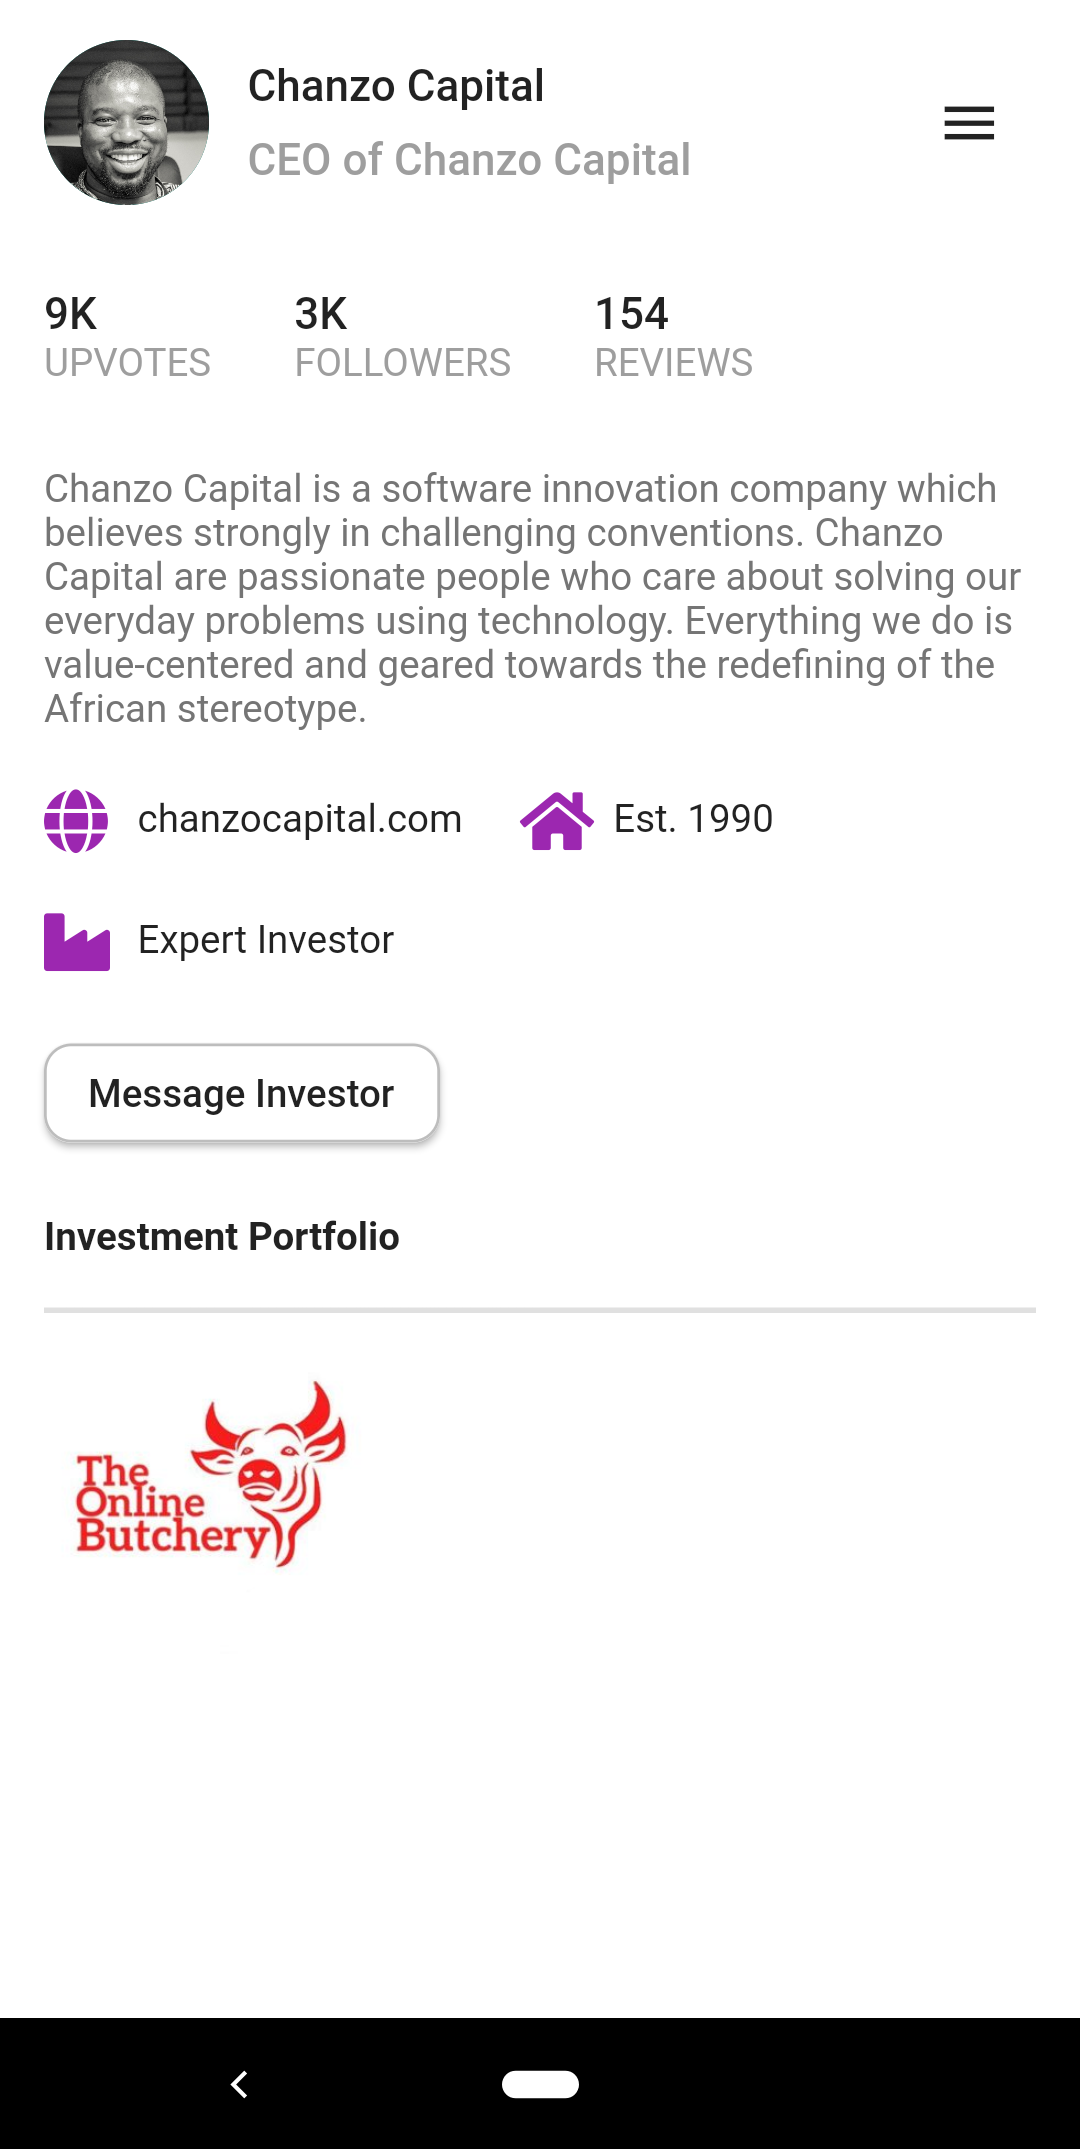 Chanzo Capital
CEO of Chanzo Capital
9K
UPVOTES
3K
FOLLOWERS
154
REVIEWS
Chanzo Capital is a software innovation company which
believes strongly in challenging conventions. Chanzo
Capital are passionate people who care about solving our
everyday problems using technology. Everything we do is
value-centered and geared towards the redefining of the
African stereotype.
chanzocapital.com
Est. 1990
Expert Investor
Message Investor
Investment Portfolio
The
Online
Butchery